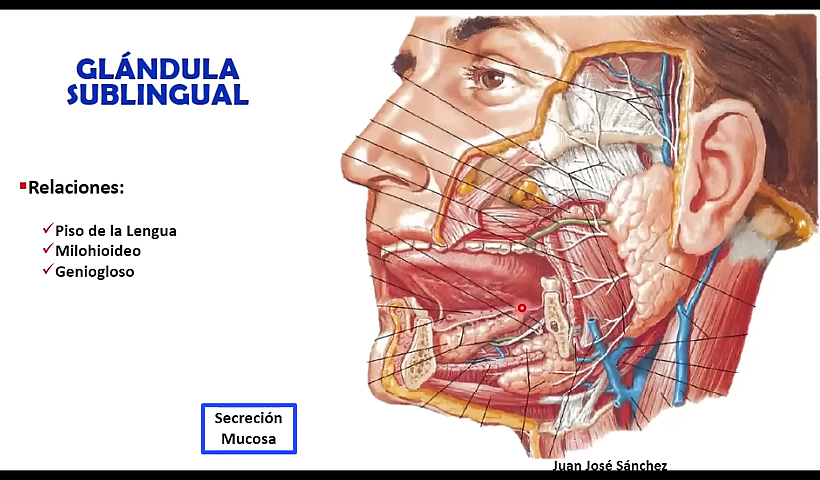 GLÁNDULA
SUBLINGUAL
Relaciones:
Piso de la Lengua
Milohioideo
Geniogloso
Secreción
Mucosa
Juan José Sánchez